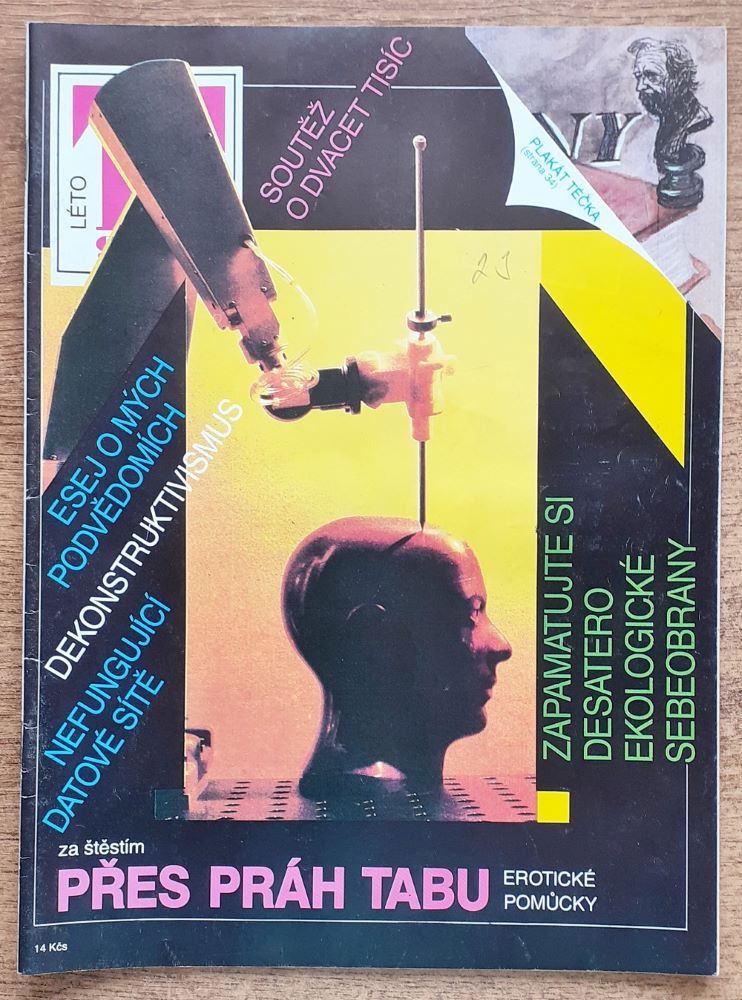 LÉTO
SOUTĚŽ
O DVACET TISÍC
PLAKÁT TÉČKA
(strana 34)
ESEJ O MÝCH
PODVĚDOMÍCH
DEKONSTRUKTIVISMUS
NEFUNGUJÍCÍ
DATOVÉ SÍTĚ
ZAPAMATUJTE SI
DESATERO
EKOLOGICKÉ
SEBEOBRANY
za štěstím
PŘES PRÁH TABU
EROTICKÉ
POMŮCKY
14 Kčs